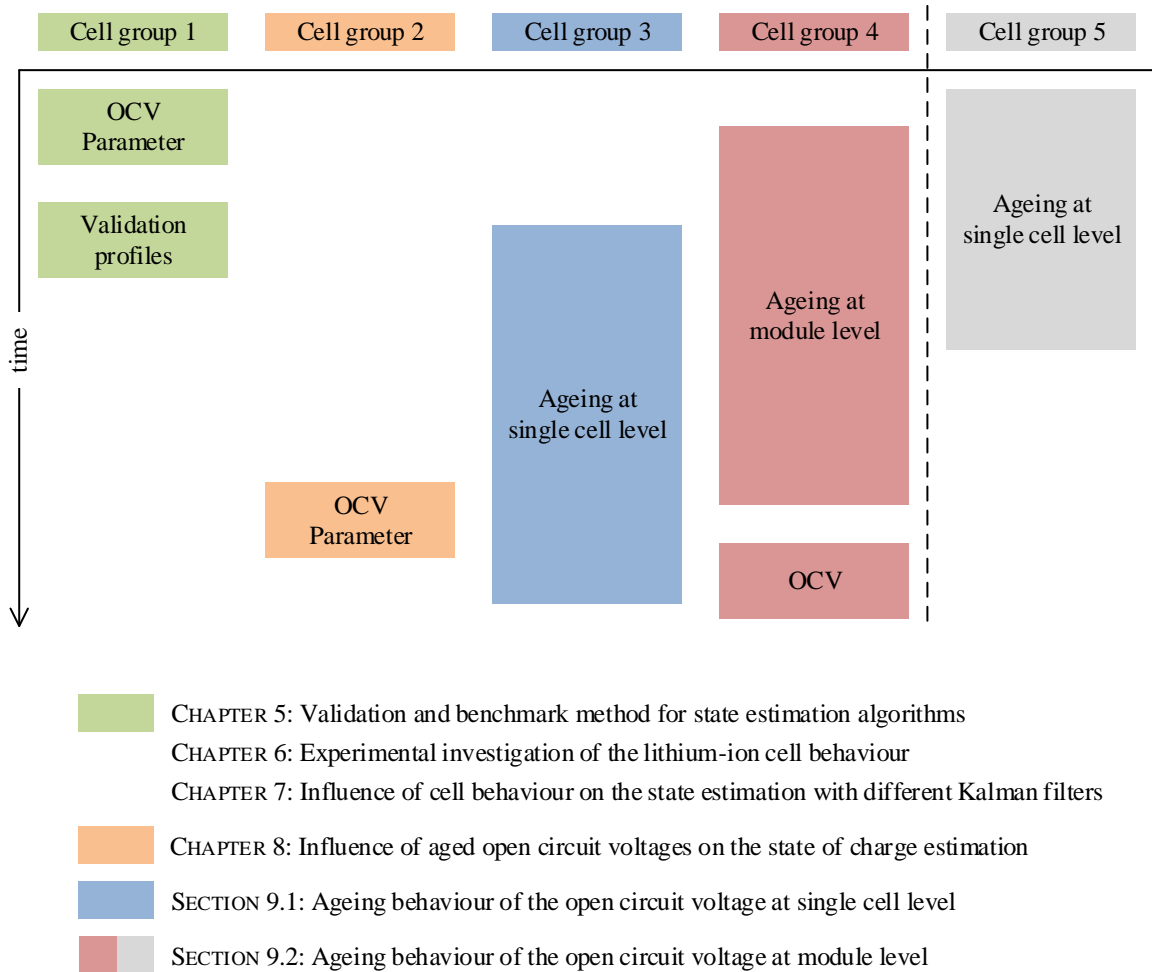 Cell group 1
Cell group 2
Cell group 3
Cell group 4
Cell group 5
time
OCV
Parameter
Validation
profiles
OCV
Parameter
Ageing at
single cell level
Ageing at
module level
OCV
Ageing at
single cell level
CHAPTER 5: Validation and benchmark method for state estimation algorithms
CHAPTER 6: Experimental investigation of the lithium-ion cell behaviour
CHAPTER 7: Influence of cell behaviour on the state estimation with different Kalman filters
CHAPTER 8: Influence of aged open circuit voltages on the state of charge estimation
SECTION 9.1: Ageing behaviour of the open circuit voltage at single cell level
SECTION 9.2: Ageing behaviour of the open circuit voltage at module level